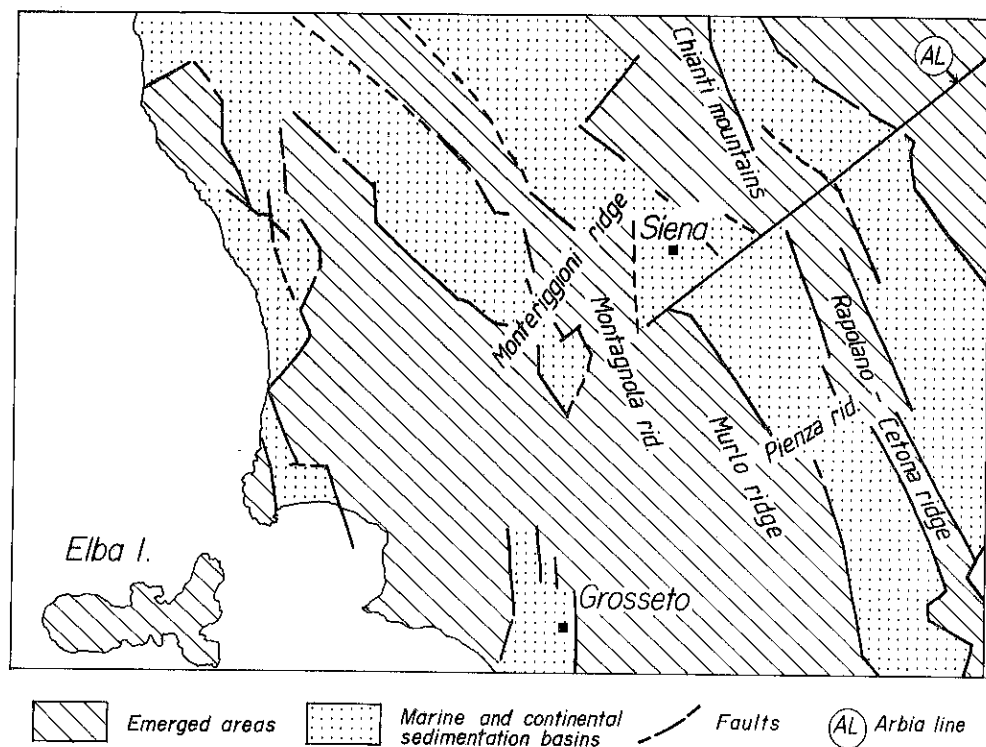 AL
Chianti mountains
Monteriggioni ridge
Siena
Montagnola rid.
Rapolano - Cetona ridge
Pienza rid.
Murlo ridge
Elba I.
Grosseto
Emerged areas
Marine and continental
sedimentation basins
Faults
AL Arbia line